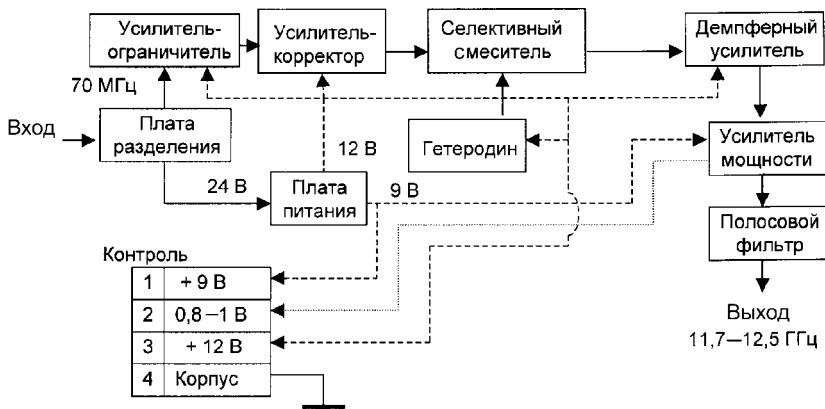 Усилитель-
ограничитель
Усилитель-
корректор
Селективный
смеситель
Демпферный
усилитель
70 МГц
Вход
Плата
разделения
12 В
Гетеродин
Усилитель
мощности
24 В
Плата
питания
9 В
Полосовой
фильтр
Контроль
1 + 9 В
2 0,8–1 В
3 + 12 В
4 Корпус
Выход
11,7–12,5 ГГц